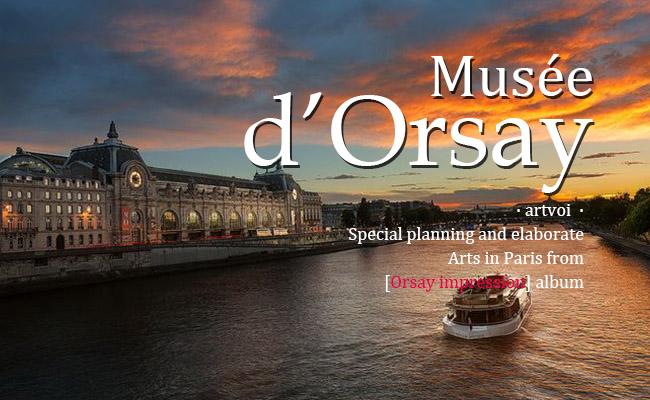 Musée
d'Orsay
· artvoi ·
Special planning and elaborate
Arts in Paris from
[Orsay impression] album